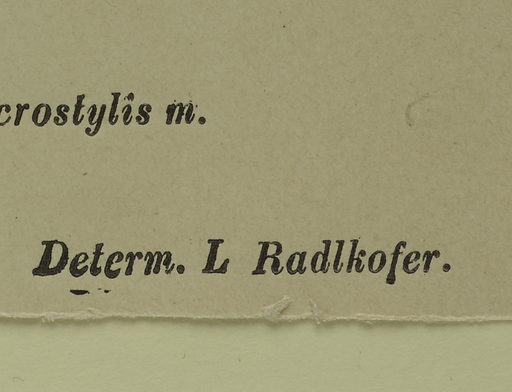 crostylis m.
Determ. L Radlkofer.